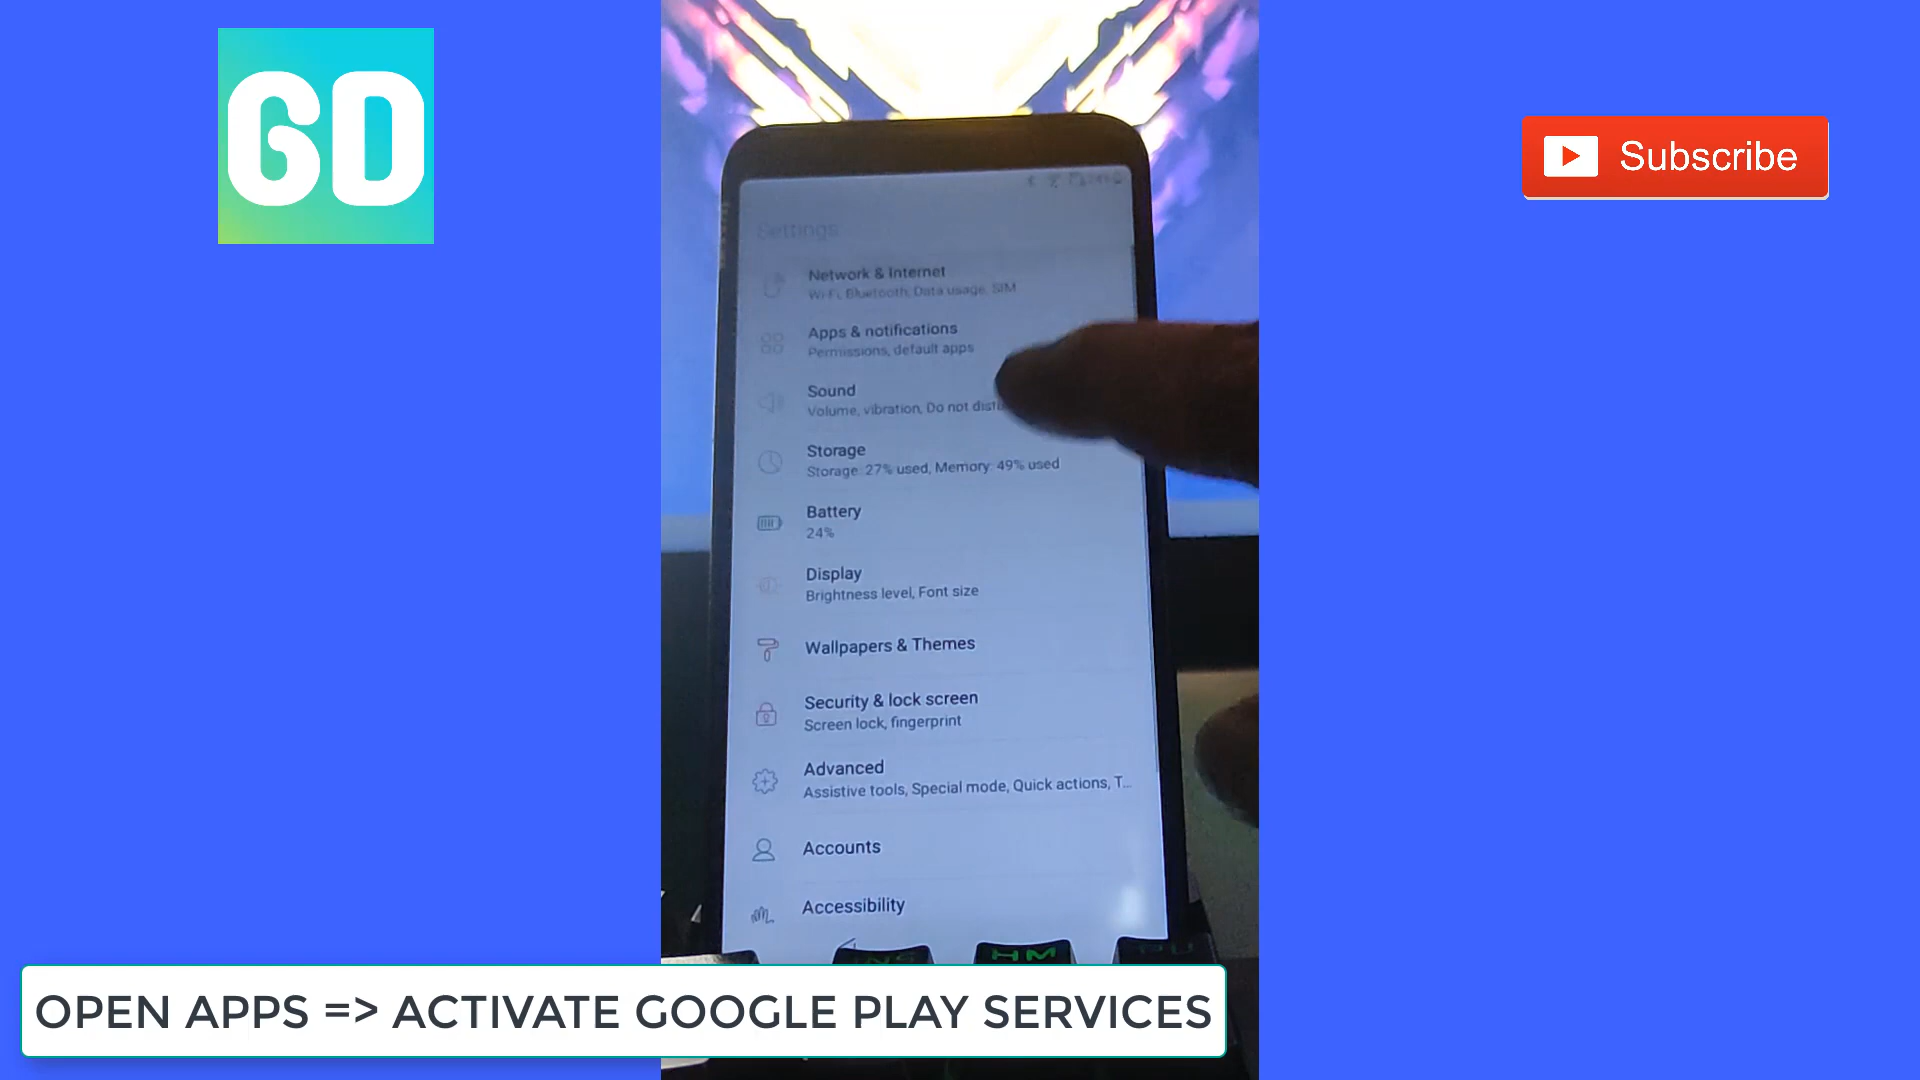 GD
Subscribe
Settings
Network & Internet
Wi-Fi, Bluetooth, Data usage, SIM
Apps & notifications
Permissions, default apps
Sound
Volume, vibration, Do not distu
Storage
Storage: 27% used, Memory: 49% used
Battery
24%
Display
Brightness level, Font size
Wallpapers & Themes
Security & lock screen
Screen lock, fingerprint
Advanced
Assistive tools, Special mode, Quick actions, T...
Accounts
Accessibility
INS
HM
OPEN APPS => ACTIVATE GOOGLE PLAY SERVICES